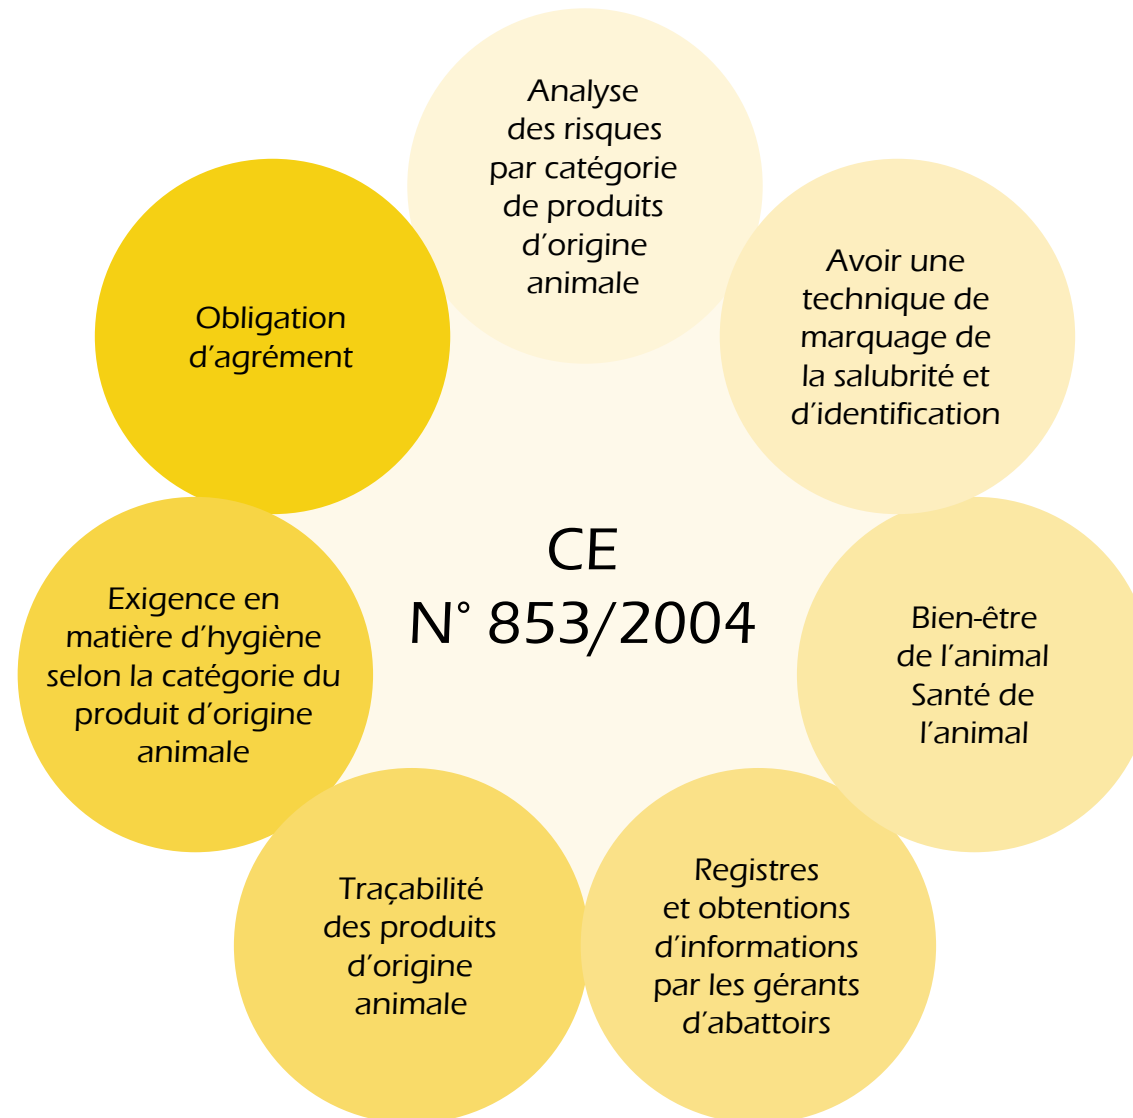 Analyse
des risques
par catégorie
de produits
d'origine
animale
Avoir une
technique de
marquage de
la salubrité et
d'identification
Bien-être
de l'animal
Santé de
l'animal
Registres
et obtentions
d'informations
par les gérants
d'abattoirs
Traçabilité
des produits
d'origine
animale
Exigence en
matière d'hygiène
selon la catégorie du
produit d'origine
animale
Obligation
d'agrément
CE
N° 853/2004